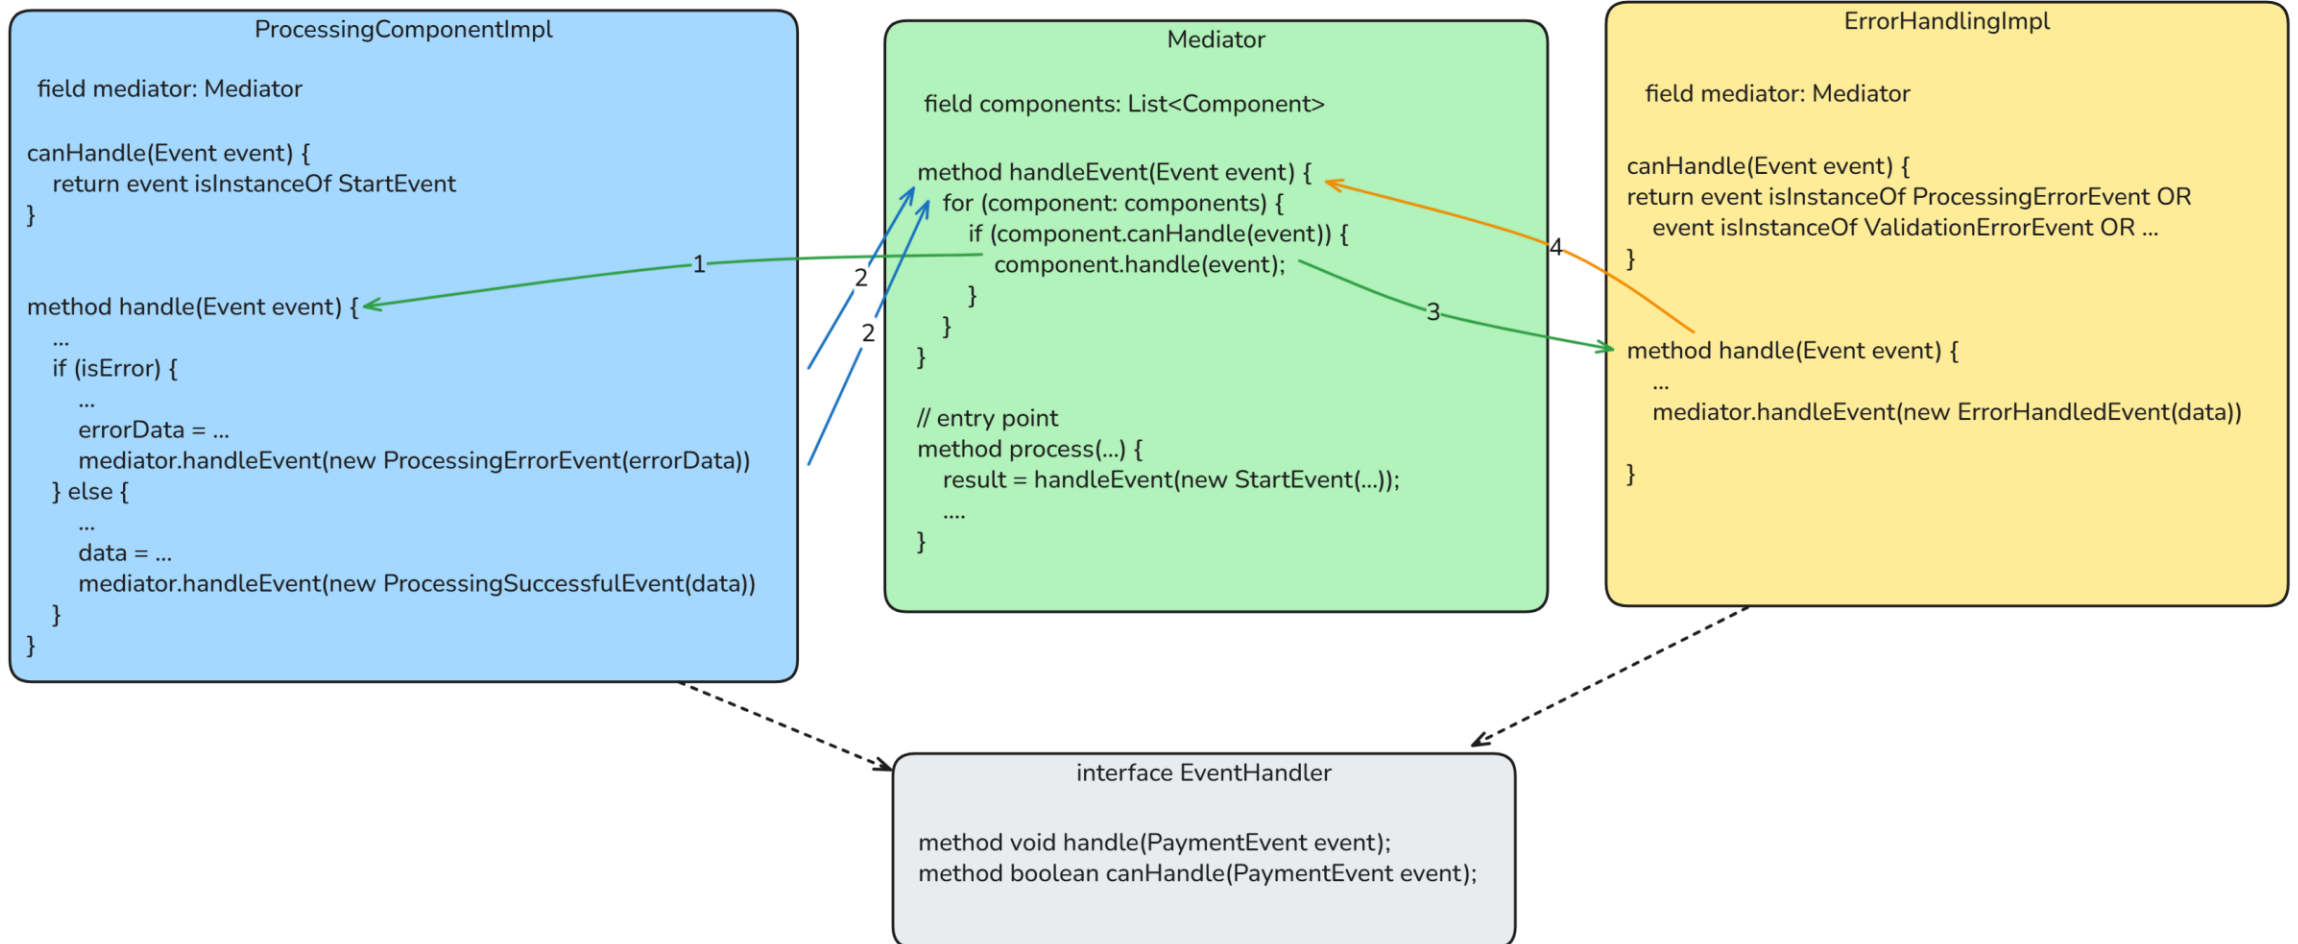 ProcessingComponentImpl
field mediator: Mediator
canHandle(Event event) {
return event isInstanceOf StartEvent
}
method handle(Event event) {
...
if (isError) {
...
errorData = ...
mediator.handleEvent(new ProcessingErrorEvent(errorData))
} else {
...
data = ...
mediator.handleEvent(new ProcessingSuccessfulEvent(data))
}
}
1
2
2
Mediator
field components: List<Component>
method handleEvent(Event event) {
for (component: components) {
if (component.canHandle(event)) {
component.handle(event);
}
}
}
// entry point
method process(...) {
result = handleEvent(new StartEvent(...));
....
}
3
4
ErrorHandlingImpl
field mediator: Mediator
canHandle(Event event) {
return event isInstanceOf ProcessingErrorEvent OR
event isInstanceOf ValidationErrorEvent OR ...
}
method handle(Event event) {
...
mediator.handleEvent(new ErrorHandledEvent(data))
}
interface EventHandler
method void handle(PaymentEvent event);
method boolean canHandle(PaymentEvent event);